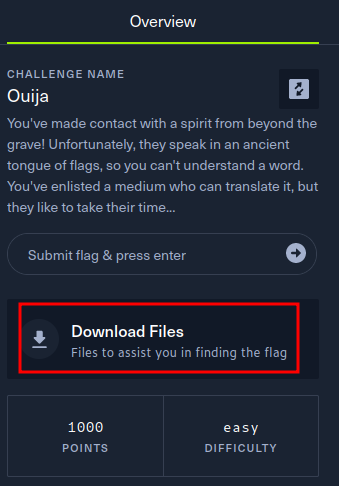 Overview
CHALLENGE NAME
Ouija
You've made contact with a spirit from beyond the
grave! Unfortunately, they speak in an ancient
tongue of flags, so you can't understand a word.
You've enlisted a medium who can translate it, but
they like to take their time...
Submit flag & press enter
Download Files
Files to assist you in finding the flag
1000 easy
POINTS DIFFICULTY